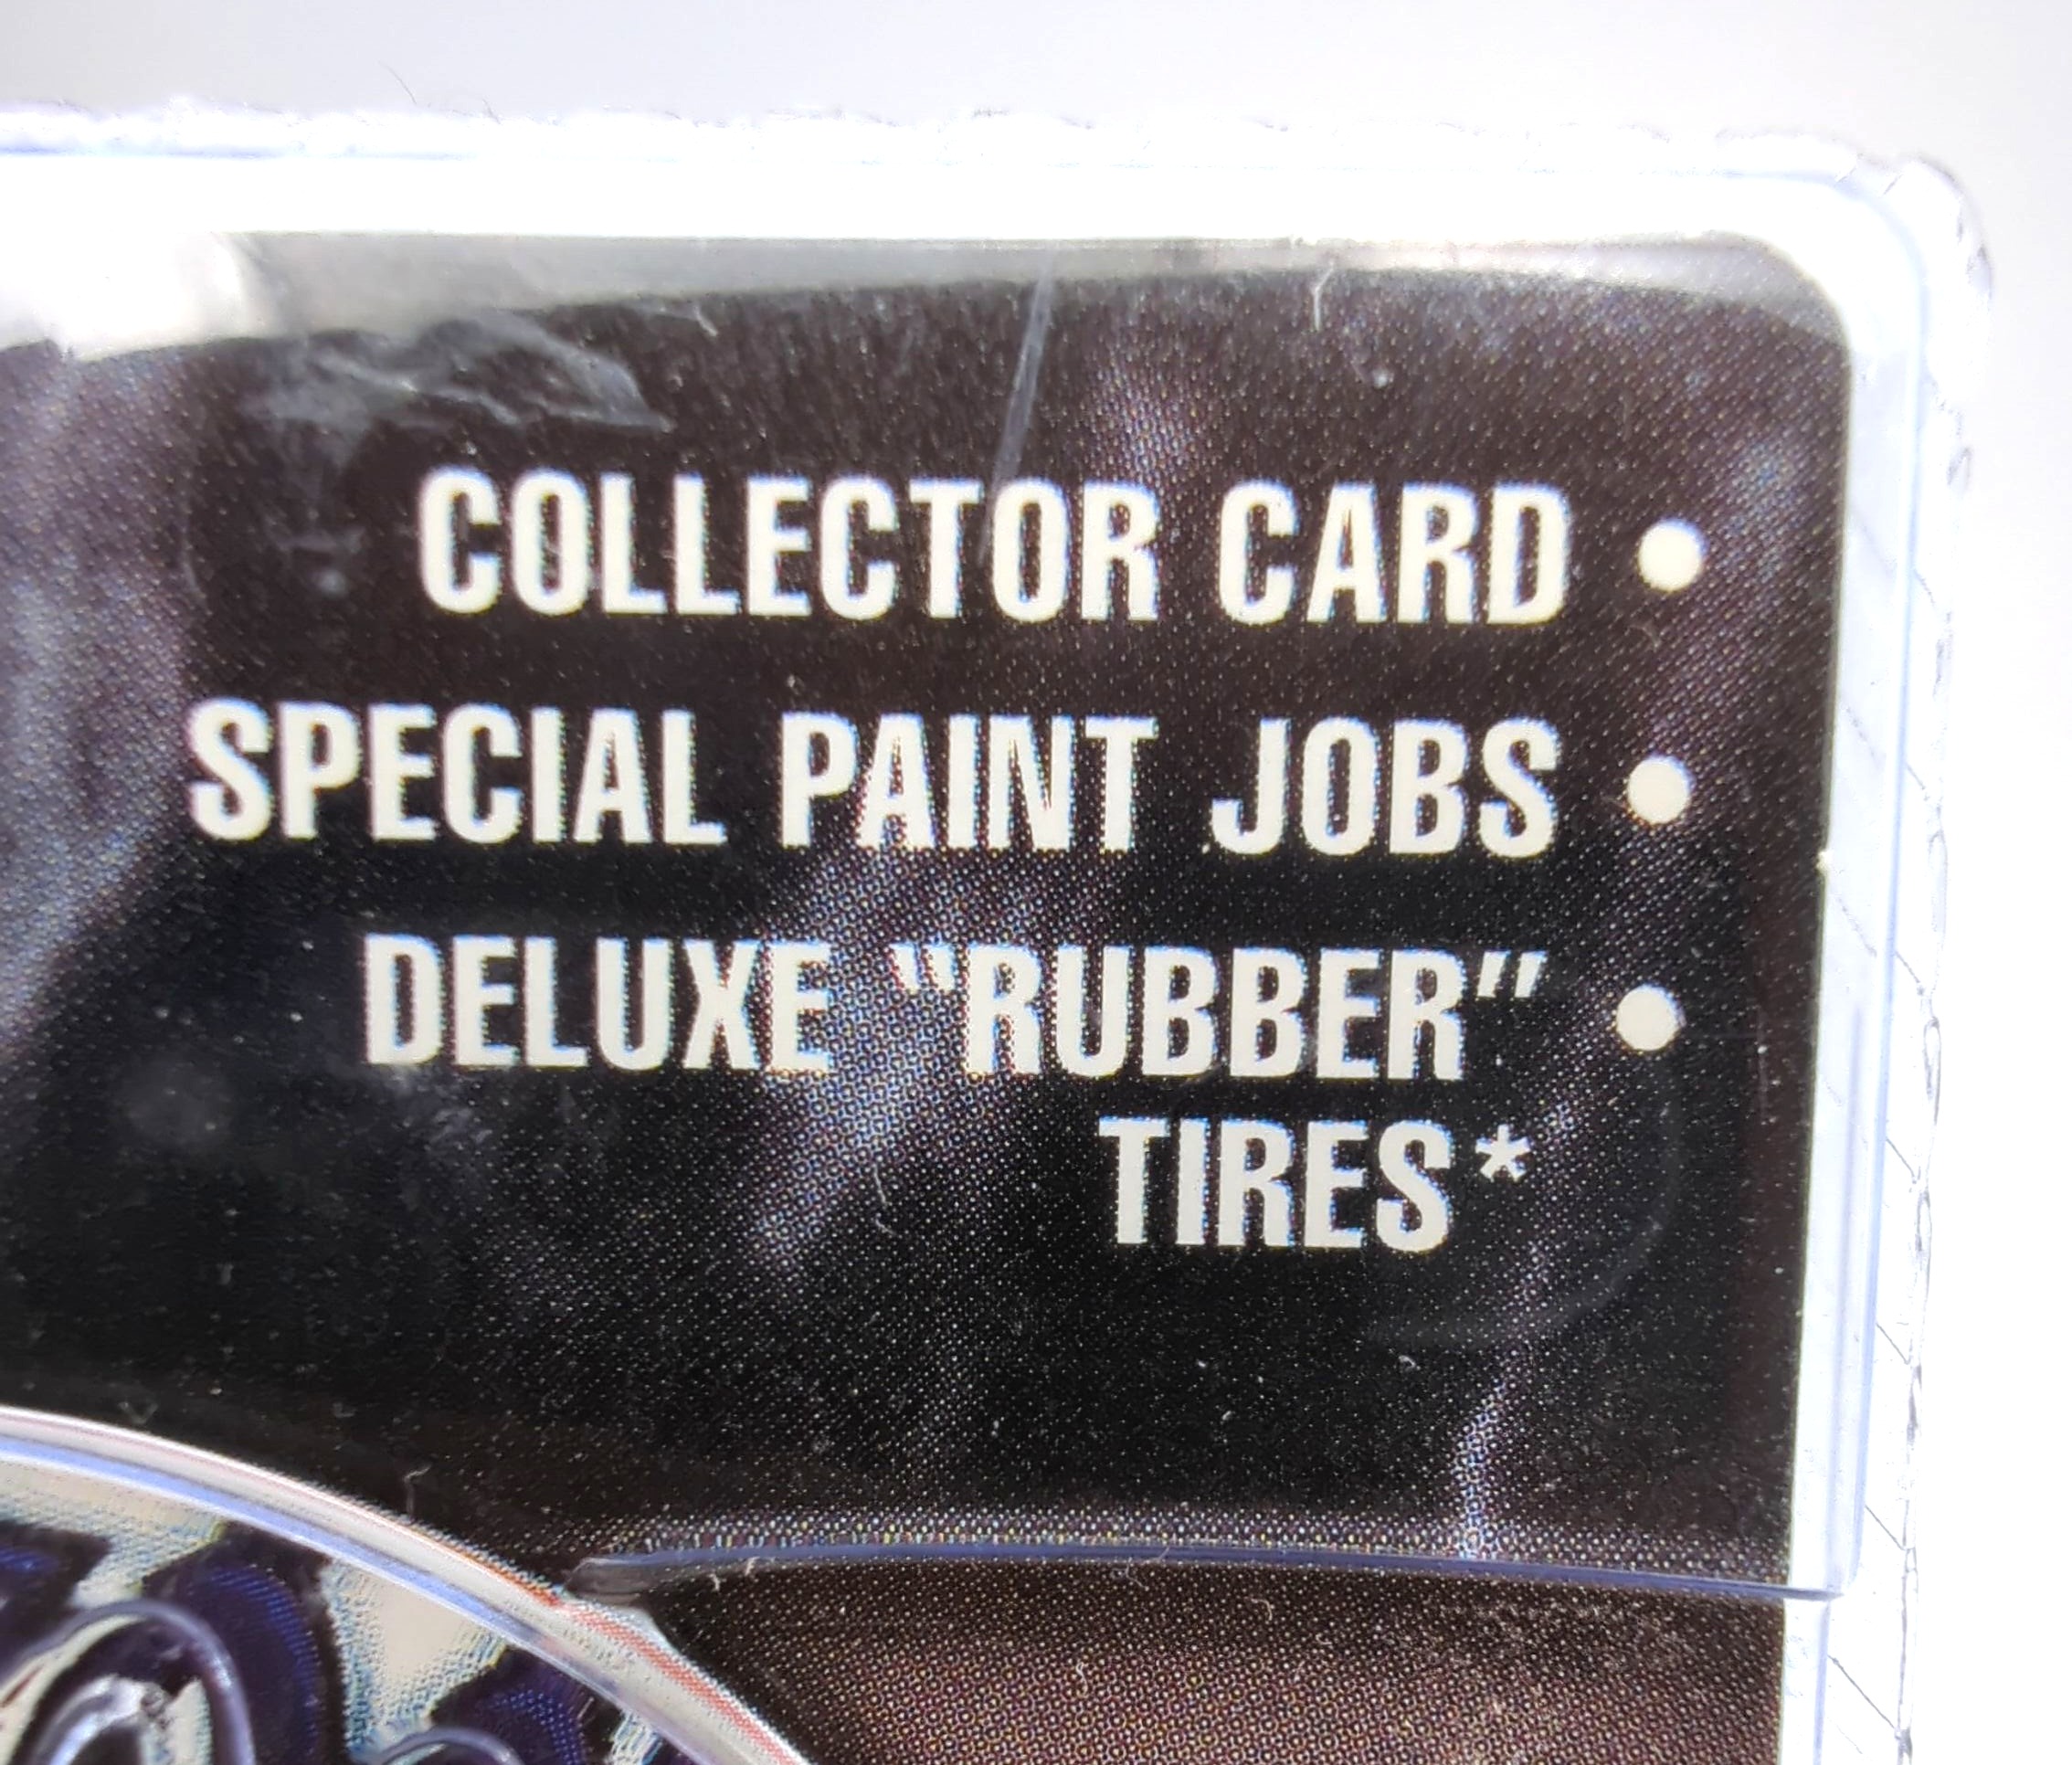 COLLECTOR CARD •
SPECIAL PAINT JOBS •
DELUXE "RUBBER" •
TIRES*